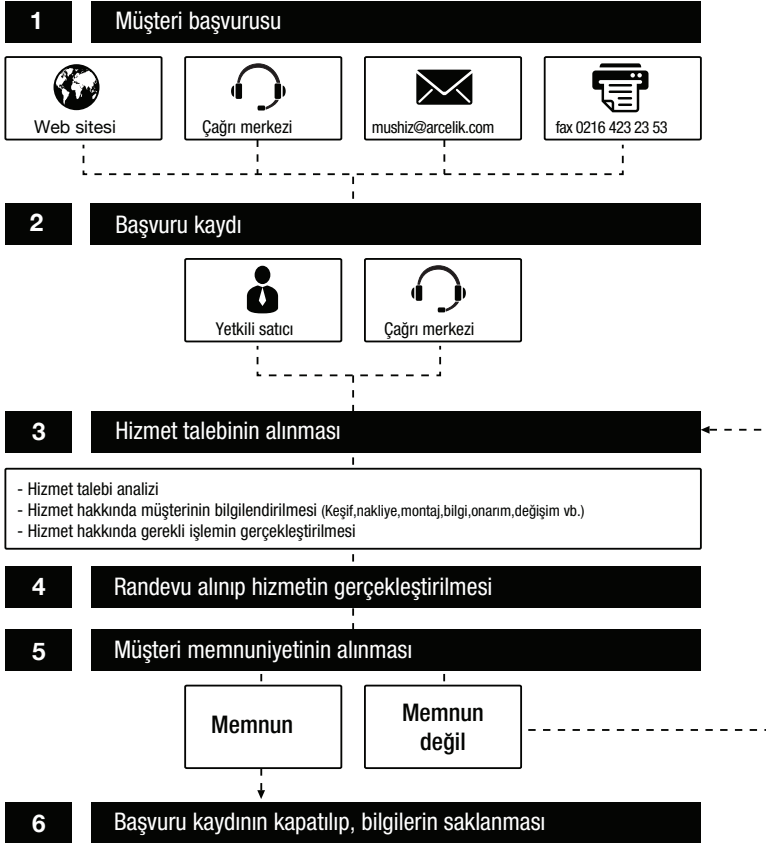 1 Müşteri başvurusu
Web sitesi
Çağrı merkezi
mushiz@arcelik.com
fax 0216 423 23 53
2 Başvuru kaydı
Yetkili satıcı
Çağrı merkezi
3 Hizmet talebinin alınması
- Hizmet talebi analizi
- Hizmet hakkında müşterinin bilgilendirilmesi (Keşif,nakliye,montaj,bilgi,onarım,değişim vb.)
- Hizmet hakkında gerekli işlemin gerçekleştirilmesi
4 Randevu alınıp hizmetin gerçekleştirilmesi
5 Müşteri memnuniyetinin alınması
Memnun
Memnun
değil
6 Başvuru kaydının kapatılıp, bilgilerin saklanması